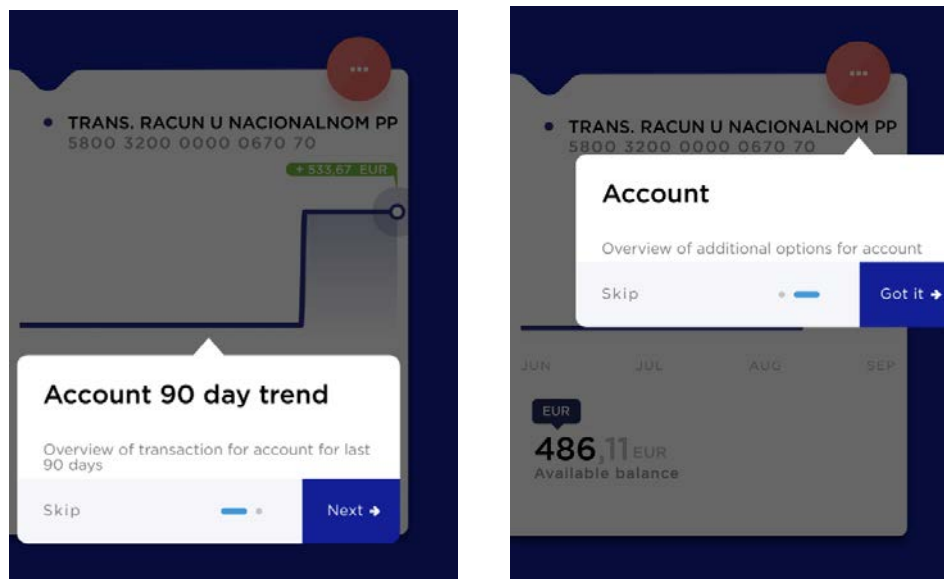 TRANS. RACUN U NACIONALNOM PP
5800 3200 0000 0670 70
+ 533,67 EUR
Account 90 day trend
Overview of transaction for account for last
90 days
Skip
Next
TRANS. RACUN U NACIONALNOM PP
5800 3200 0000 0670 70
Account
Overview of additional options for account
Skip
Got it
JUN JUL AUG SEP
EUR
486,11 EUR
Available balance